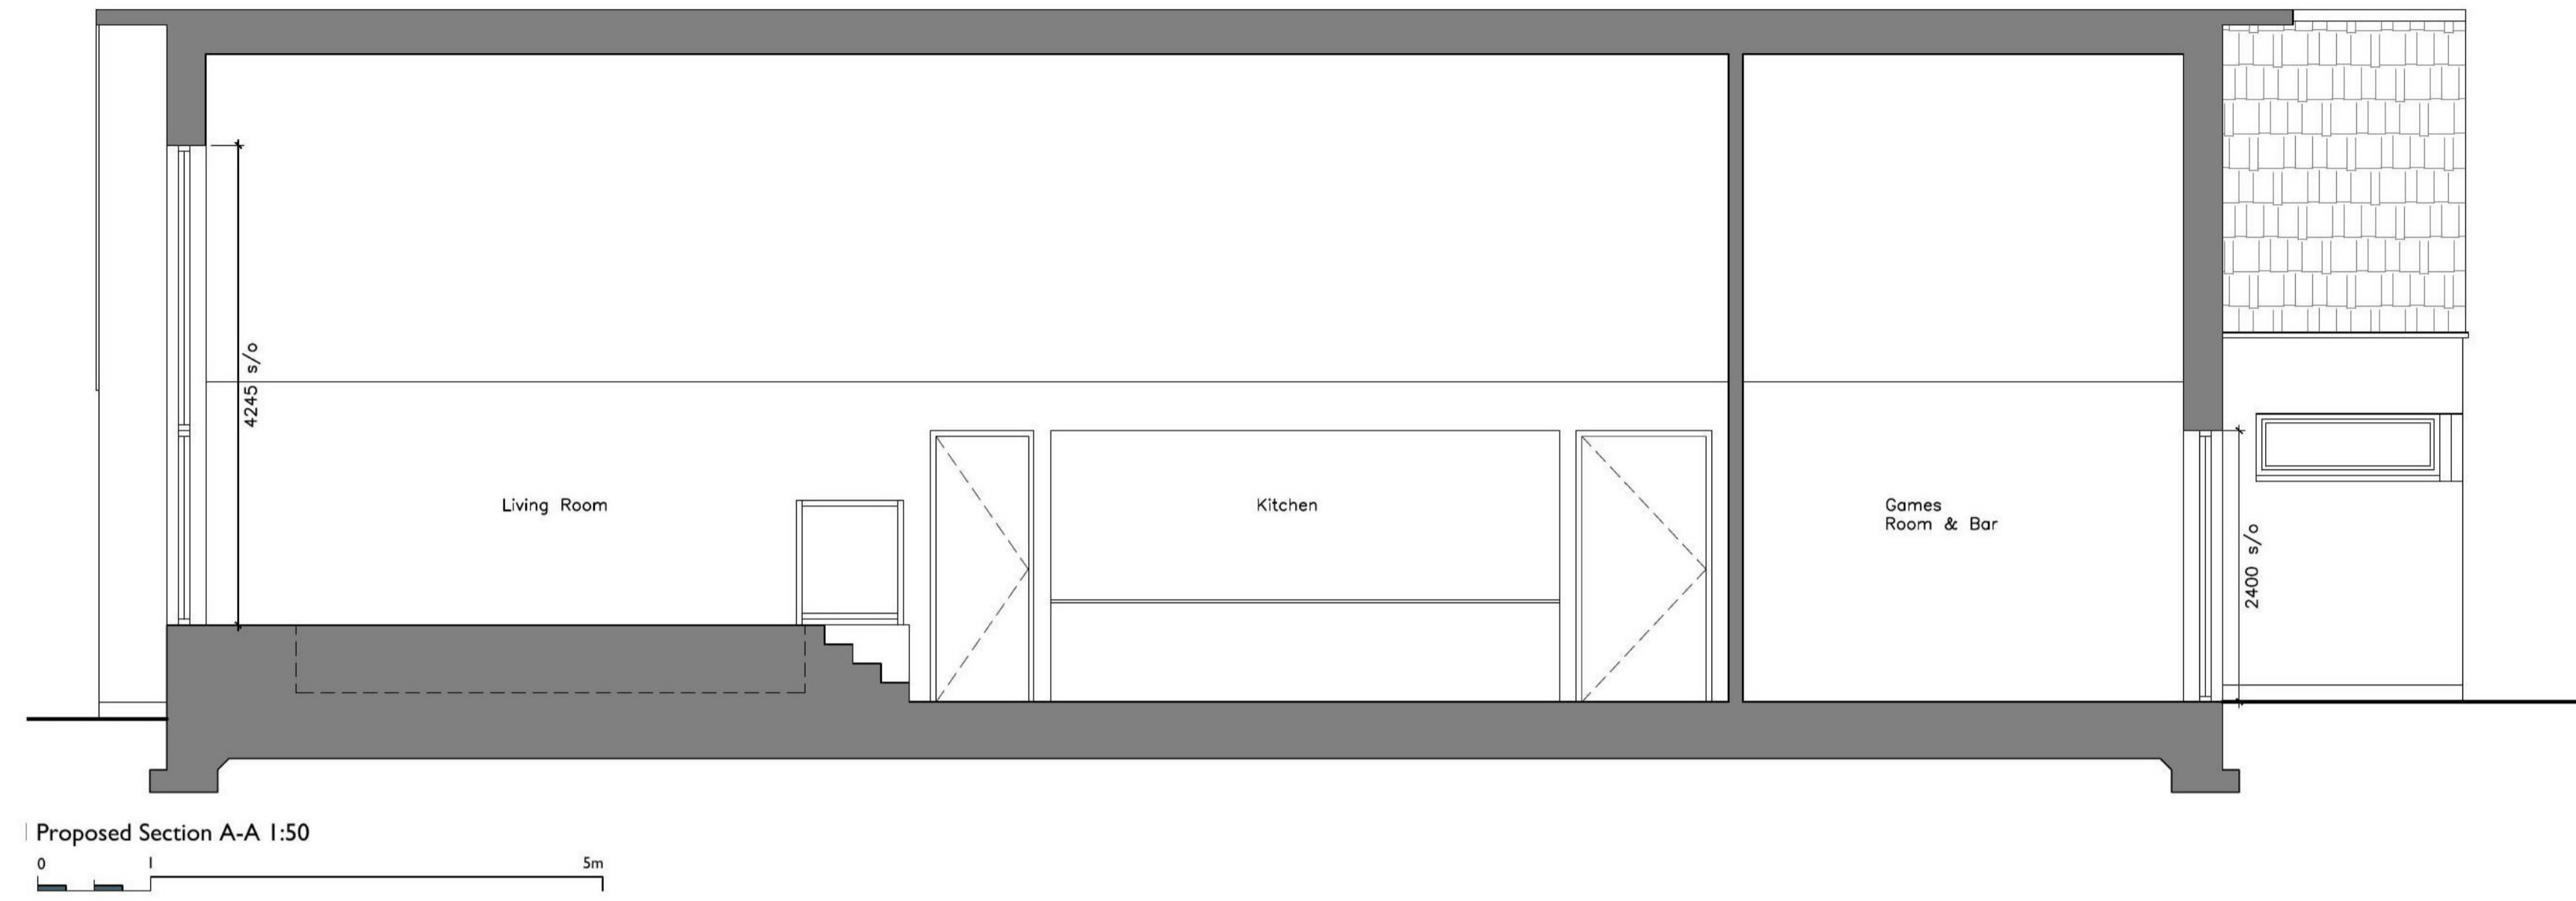 4245 s/o
Living Room
Kitchen
Games
Room & Bar
2400 s/o
Proposed Section A-A 1:50
0 1 5m